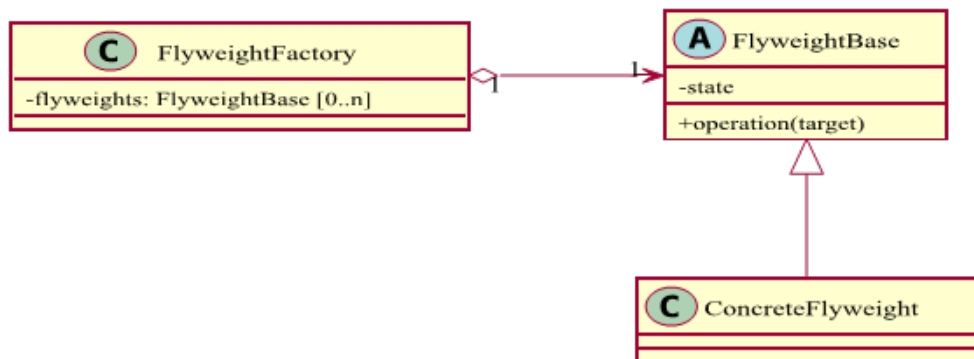 C FlyweightFactory
-flyweights: FlyweightBase [0..n]
1
1
A FlyweightBase
-state
+operation(target)
C ConcreteFlyweight